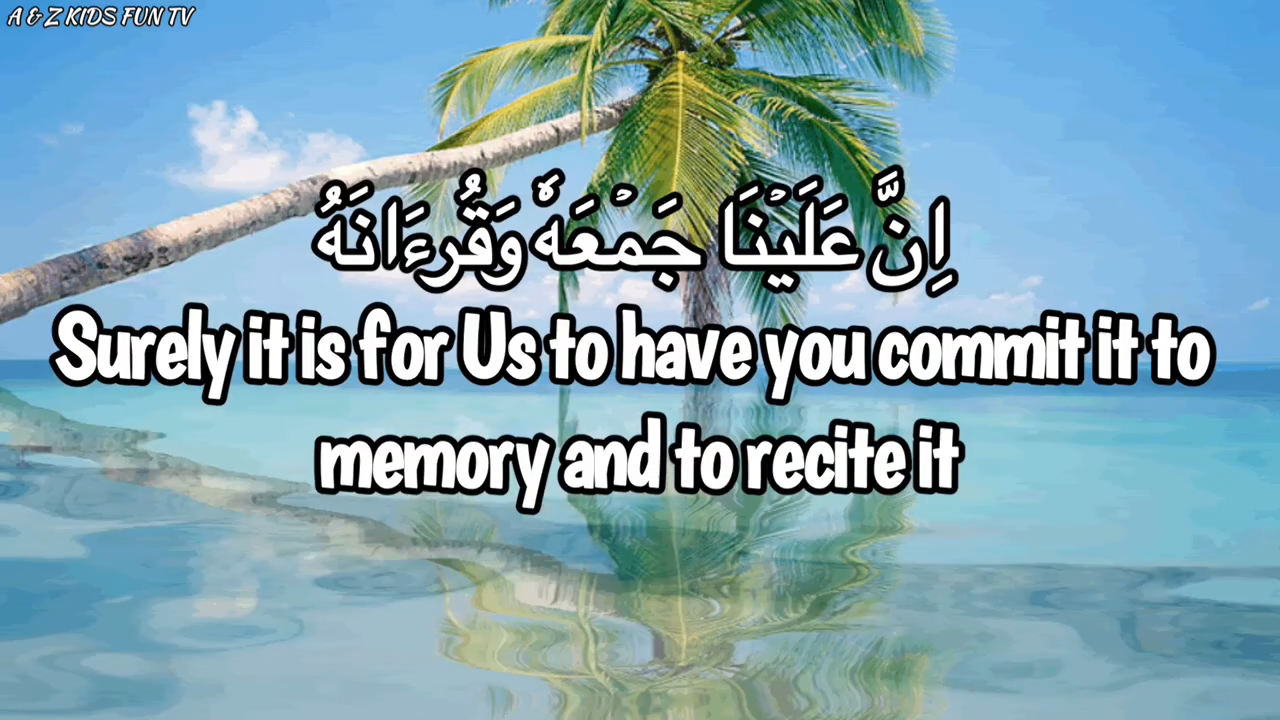 A & Z KIDS FUN TV
اِنَّ عَلَيْنَا جَمْعَهٗ وَقُرءَانَهُ
Surely it is for Us to have you commit it to
memory and to recite it